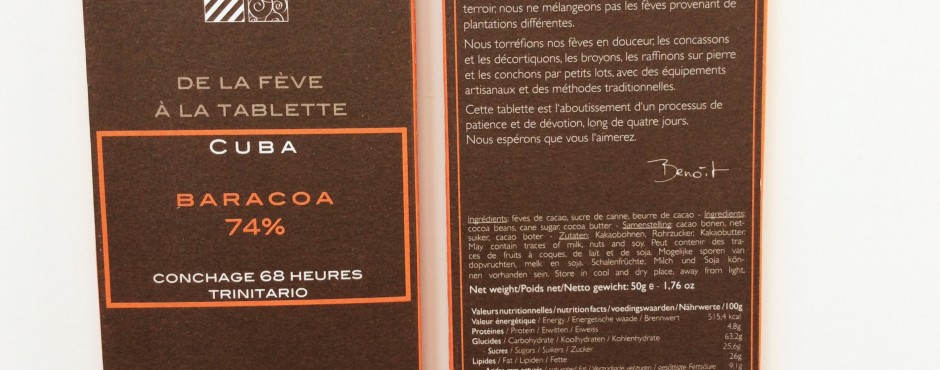 DE LA FÈVE
À LA TABLETTE
CUBA
BARACOA
74%
CONCHAGE 68 HEURES
TRINITARIO
terroir, nous ne mélangeons pas les fèves provenant de
plantations différentes.
Nous torréfions nos fèves en douceur, les concassons
et les décortiquons, les broyons, les raffinons sur pierre
et les conchons par petits lots, avec des équipements
artisanaux et des méthodes traditionnelles.
Cette tablette est l'aboutissement d'un processus de
patience et de dévotion, long de quatre jours.
Nous espérons que vous l'aimerez.
Benoît
Ingrédients: fèves de cacao, sucre de canne, beurre de cacao - Ingredients:
cocoa beans, cane sugar, cocoa butter - Samenstelling: cacao bonen, riet-
suiker, cacao boter - Zutaten: Kakaobohnen, Rohrzucker, Kakaobutter.
May contain traces of milk, nuts and soy. Peut contenir des tra-
ces de fruits à coques, de lait et de soja. Mogelijke sporen van
dopvruchten, melk en soja. Schalenfrüchte, Milch und Soja kön-
nen vorhanden sein. Store in cool and dry place, away from light.
Net weight/Poids net/Netto gewicht: 50g e - 1,76 oz
Valeurs nutritionnelles/nutrition facts/voedingswaarden/Nährwerte/100g
Valeur énergétique / Energy / Energetische waade / Brennwert 515,4 kcal
Protéines / Protein / Eiwitten / Eiweiss 4,8g
Glucides / Carbohydrate / Koolhydraten / Kohlenhydrate 63,2g
- Sucres / Sugars / Suikers / Zucker 25,6g
Lipides / Fat / Lipiden / Fette 26g
9,1g